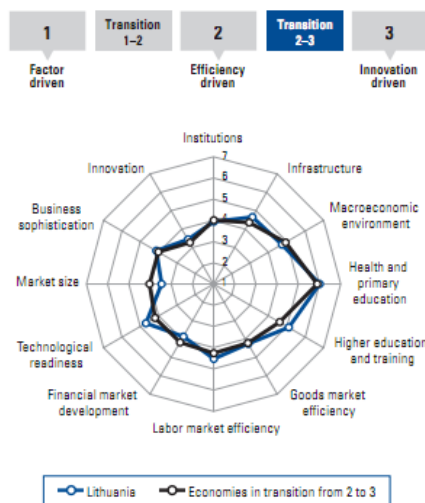 1
Transition
1–2
2
Transition
2–3
3
Factor
driven
Efficiency
driven
Innovation
driven
Institutions
7
6
5
4
3
2
1
Infrastructure
Macroeconomic
environment
Health and
primary
education
Higher education
and training
Goods market
efficiency
Labor market efficiency
Financial market
development
Technological
readiness
Market size
Business
sophistication
Innovation
Lithuania
Economies in transition from 2 to 3